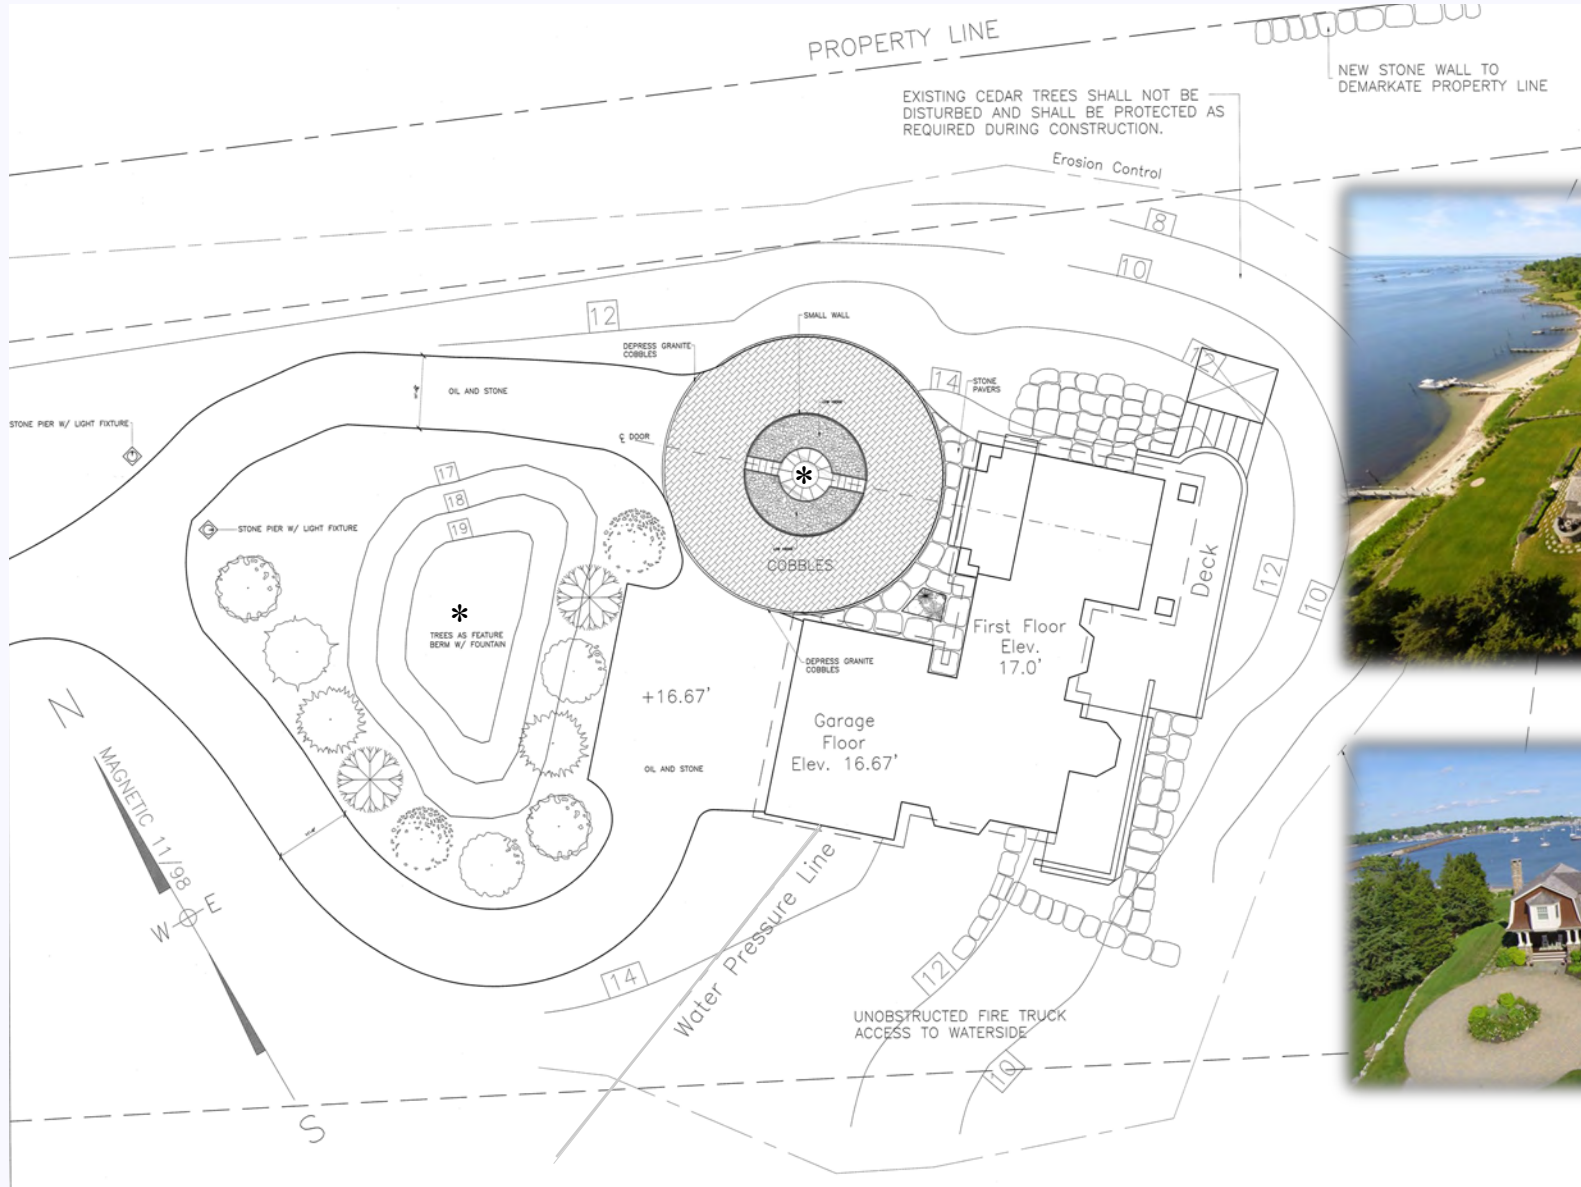 PROPERTY LINE
NEW STONE WALL TO
DEMARKATE PROPERTY LINE
EXISTING CEDAR TREES SHALL NOT BE
DISTURBED AND SHALL BE PROTECTED AS
REQUIRED DURING CONSTRUCTION.
Erosion Control
8
10
12
SMALL WALL
DEPRESS GRANITE
COBBLES
12
14
STONE
PAVERS
OIL AND STONE
STONE PIER W/ LIGHT FIXTURE
℄ DOOR
17
18
19
*
STONE PIER W/ LIGHT FIXTURE
COBBLES
Deck
12
10
*
TREES AS FEATURE
BERM W/ FOUNTAIN
First Floor
Elev.
17.0'
DEPRESS GRANITE
COBBLES
+16.67'
Garage
Floor
Elev. 16.67'
OIL AND STONE
N
MAGNETIC 11/98
W
E
S
Water Pressure Line
14
12
UNOBSTRUCTED FIRE TRUCK
ACCESS TO WATERSIDE
10